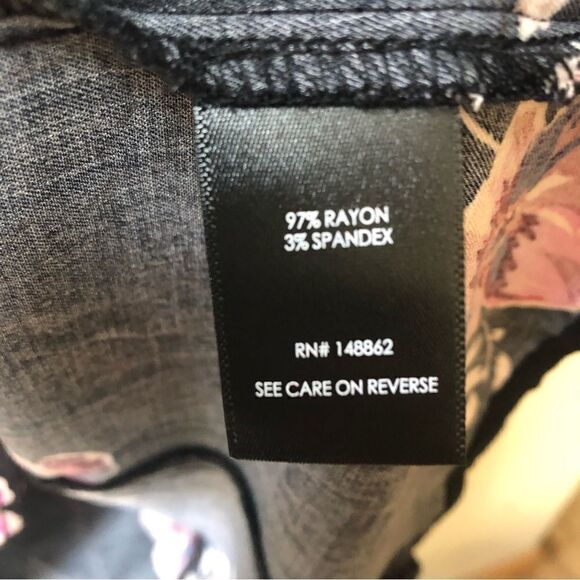 97% RAYON
3% SPANDEX
RN# 148862
SEE CARE ON REVERSE